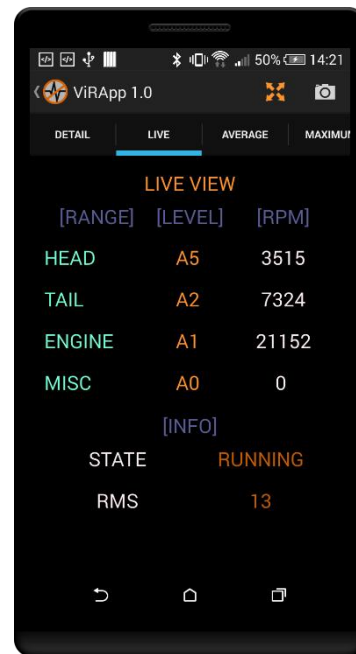 50% 14:21
ViRApp 1.0
DETAIL LIVE AVERAGE MAXIMU
LIVE VIEW
[RANGE] [LEVEL] [RPM]
HEAD A5 3515
TAIL A2 7324
ENGINE A1 21152
MISC A0 0
[INFO]
STATE RUNNING
RMS 13